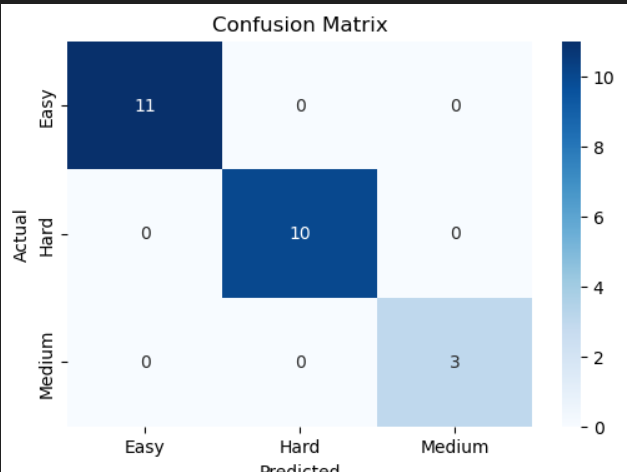 Confusion Matrix
Easy 11 0 0
Hard 0 10 0
Medium 0 0 3
Actual
Easy Hard Medium
Predicted
10
8
6
4
2
0